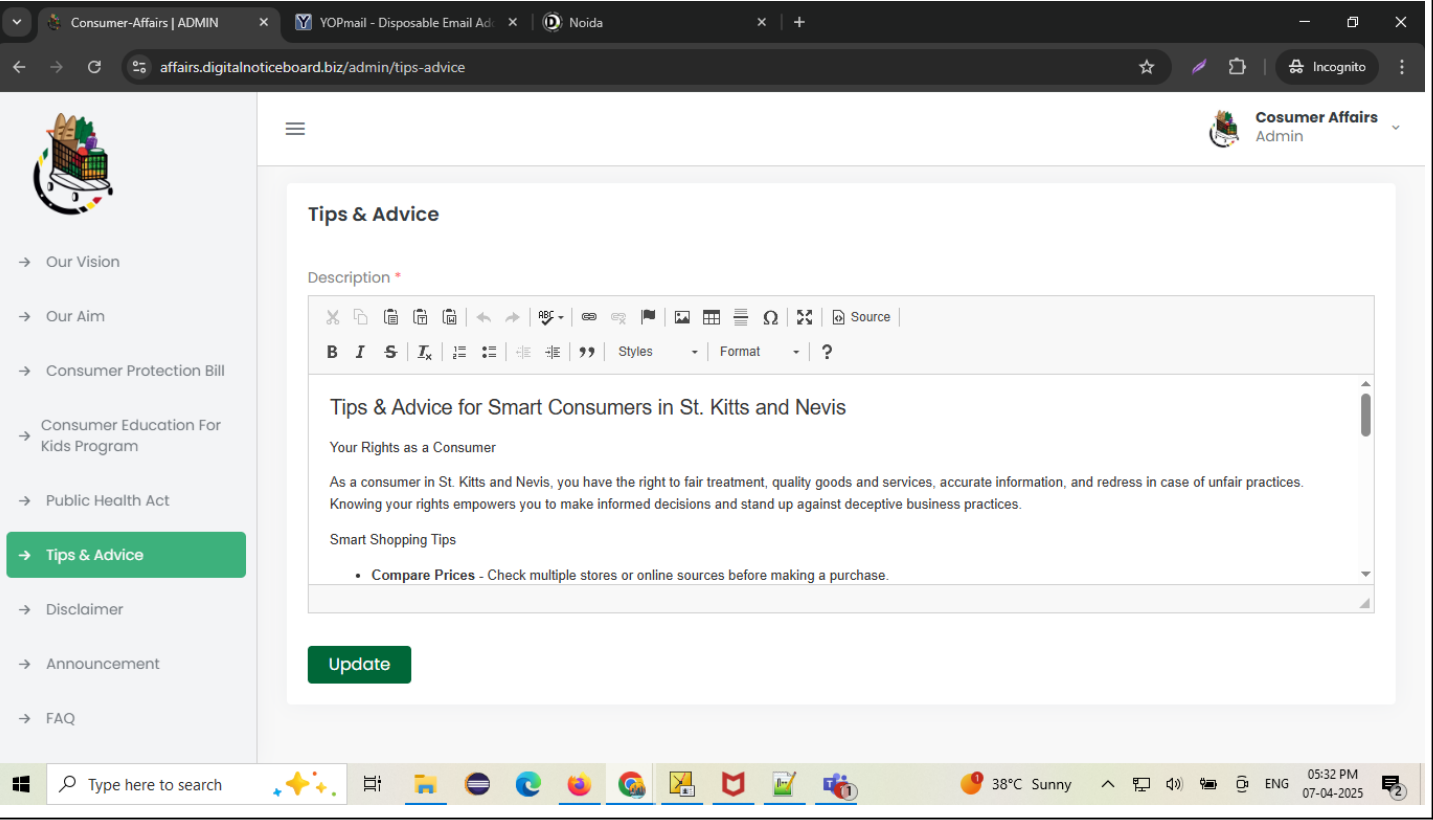 Consumer-Affairs | ADMIN
YOPmail - Disposable Email Add
Noida
affairs.digitalnoticeboard.biz/admin/tips-advice
Incognito
Cosumer Affairs
Admin
Our Vision
Our Aim
Consumer Protection Bill
Consumer Education For
Kids Program
Public Health Act
Tips & Advice
Disclaimer
Announcement
FAQ
Tips & Advice
Description *
Source
Styles
Format
Tips & Advice for Smart Consumers in St. Kitts and Nevis
Your Rights as a Consumer
As a consumer in St. Kitts and Nevis, you have the right to fair treatment, quality goods and services, accurate information, and redress in case of unfair practices.
Knowing your rights empowers you to make informed decisions and stand up against deceptive business practices.
Smart Shopping Tips
• Compare Prices - Check multiple stores or online sources before making a purchase.
Update
Type here to search
38°C Sunny
ENG
05:32 PM
07-04-2025
2